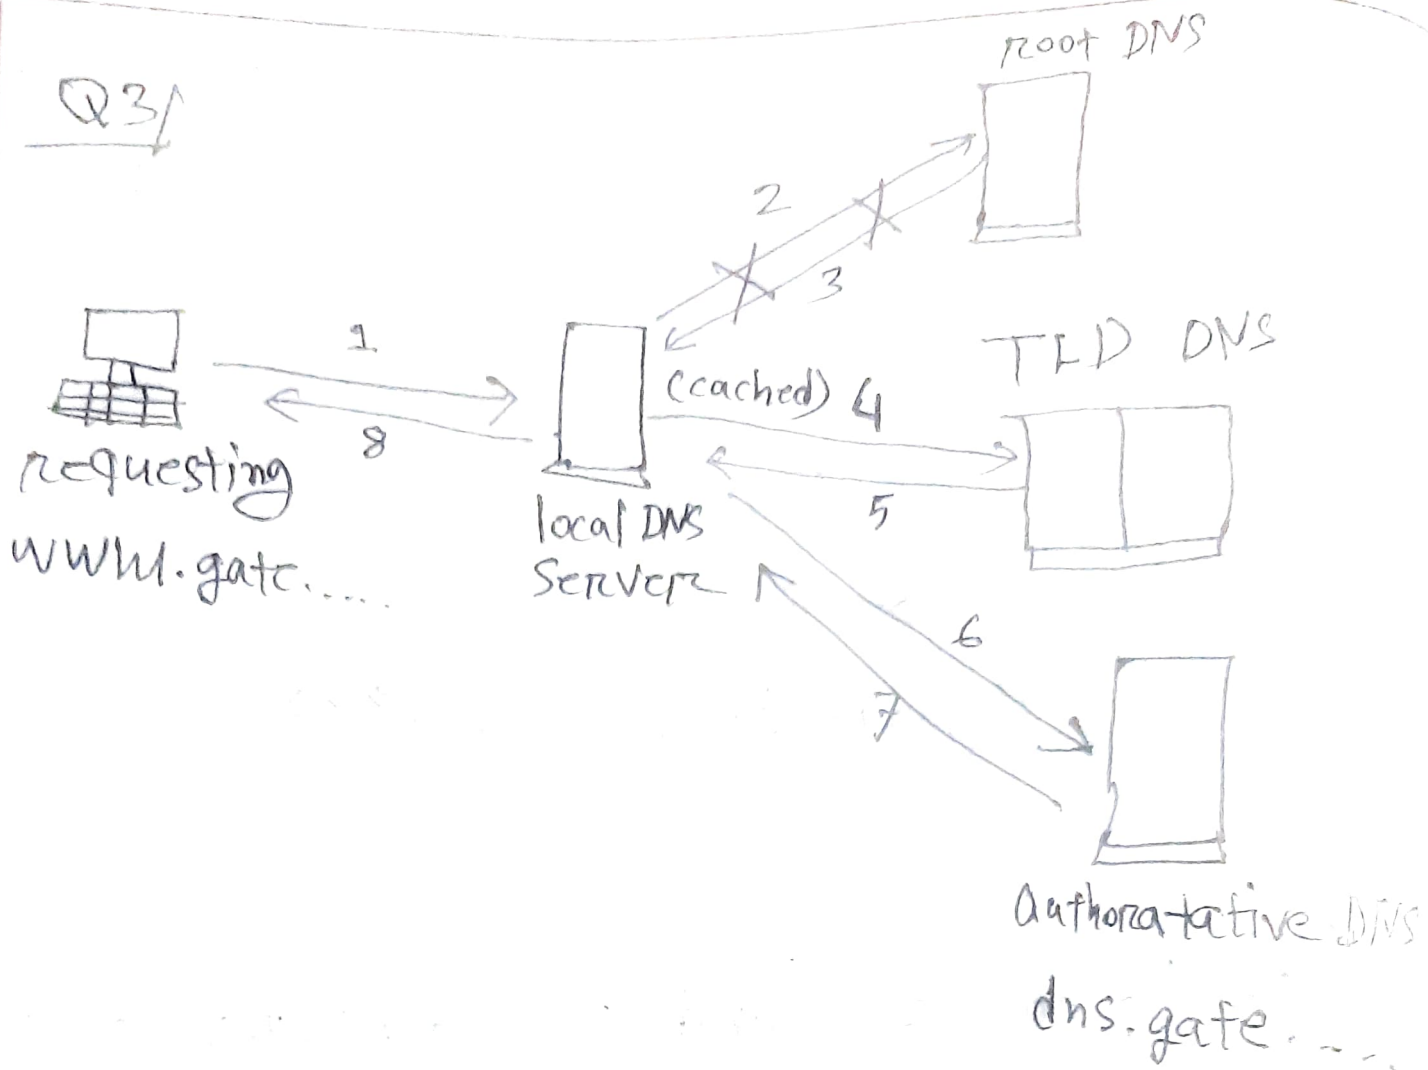 Q3/
Root DNS
2
3
1
8
(cached) 4
TLD DNS
5
requesting
www.gate.....
local DNS
Server
6
7
Authoratative DNS
dns.gate.....